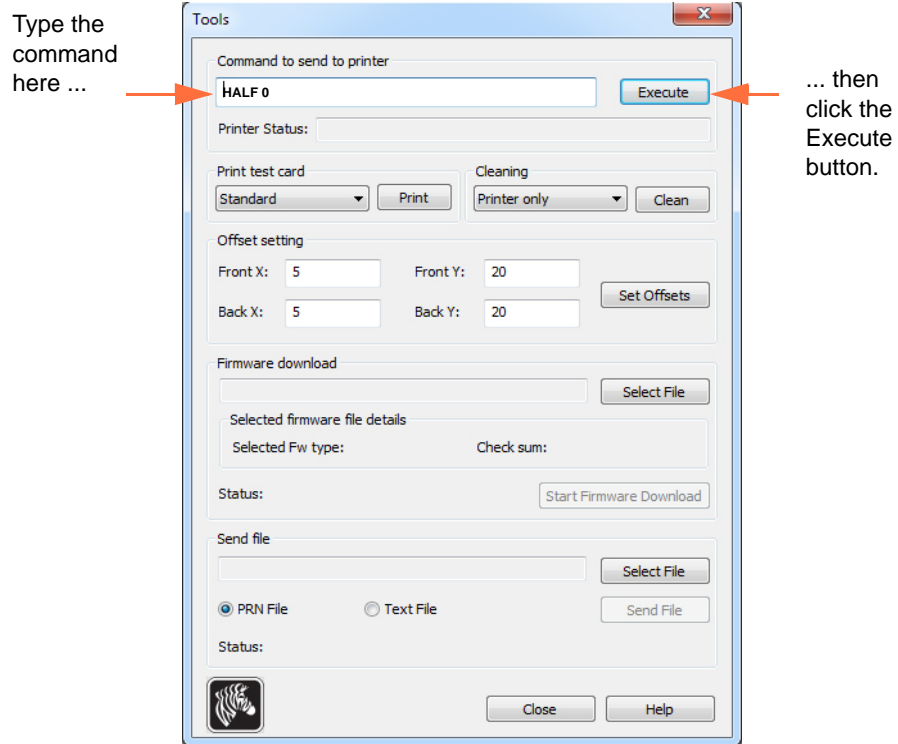 Type the
command
here ...
Tools
Command to send to printer
HALF 0
Execute
Printer Status:
... then
click the
Execute
button.
Print test card
Standard
Print
Cleaning
Printer only
Clean
Offset setting
Front X: 5
Front Y: 20
Back X: 5
Back Y: 20
Set Offsets
Firmware download
Select File
Selected firmware file details
Selected Fw type:
Check sum:
Status:
Start Firmware Download
Send file
Select File
PRN File
Text File
Send File
Status:
Close
Help